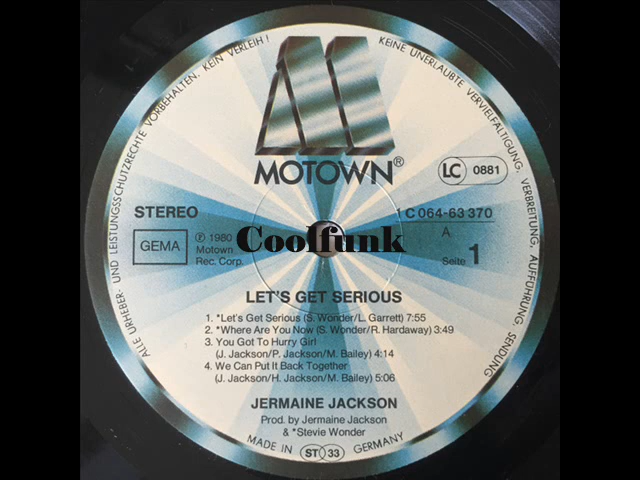 ALLE URHEBER- UND LEISTUNGSSCHUTZRECHTE VORBEHALTEN. KEIN VERLEIH! KEINE UNERLAUBTE VERVIELFÄLTIGUNG, VERBREITUNG, AUFFÜHRUNG, SENDUNG
MOTOWN®
LC 0881
STEREO
1 C 064-63 370
GEMA
℗ 1980
Motown
Rec. Corp.
A
Seite 1
Coolfunk
LET'S GET SERIOUS
1. *Let's Get Serious (S. Wonder/L. Garrett) 7:55
2. *Where Are You Now (S. Wonder/R. Hardaway) 3:49
3. You Got To Hurry Girl
(J. Jackson/P. Jackson/M. Bailey) 4:14
4. We Can Put It Back Together
(J. Jackson/H. Jackson/M. Bailey) 5:06
JERMAINE JACKSON
Prod. by Jermaine Jackson
& *Stevie Wonder
MADE IN GERMANY
ST 33